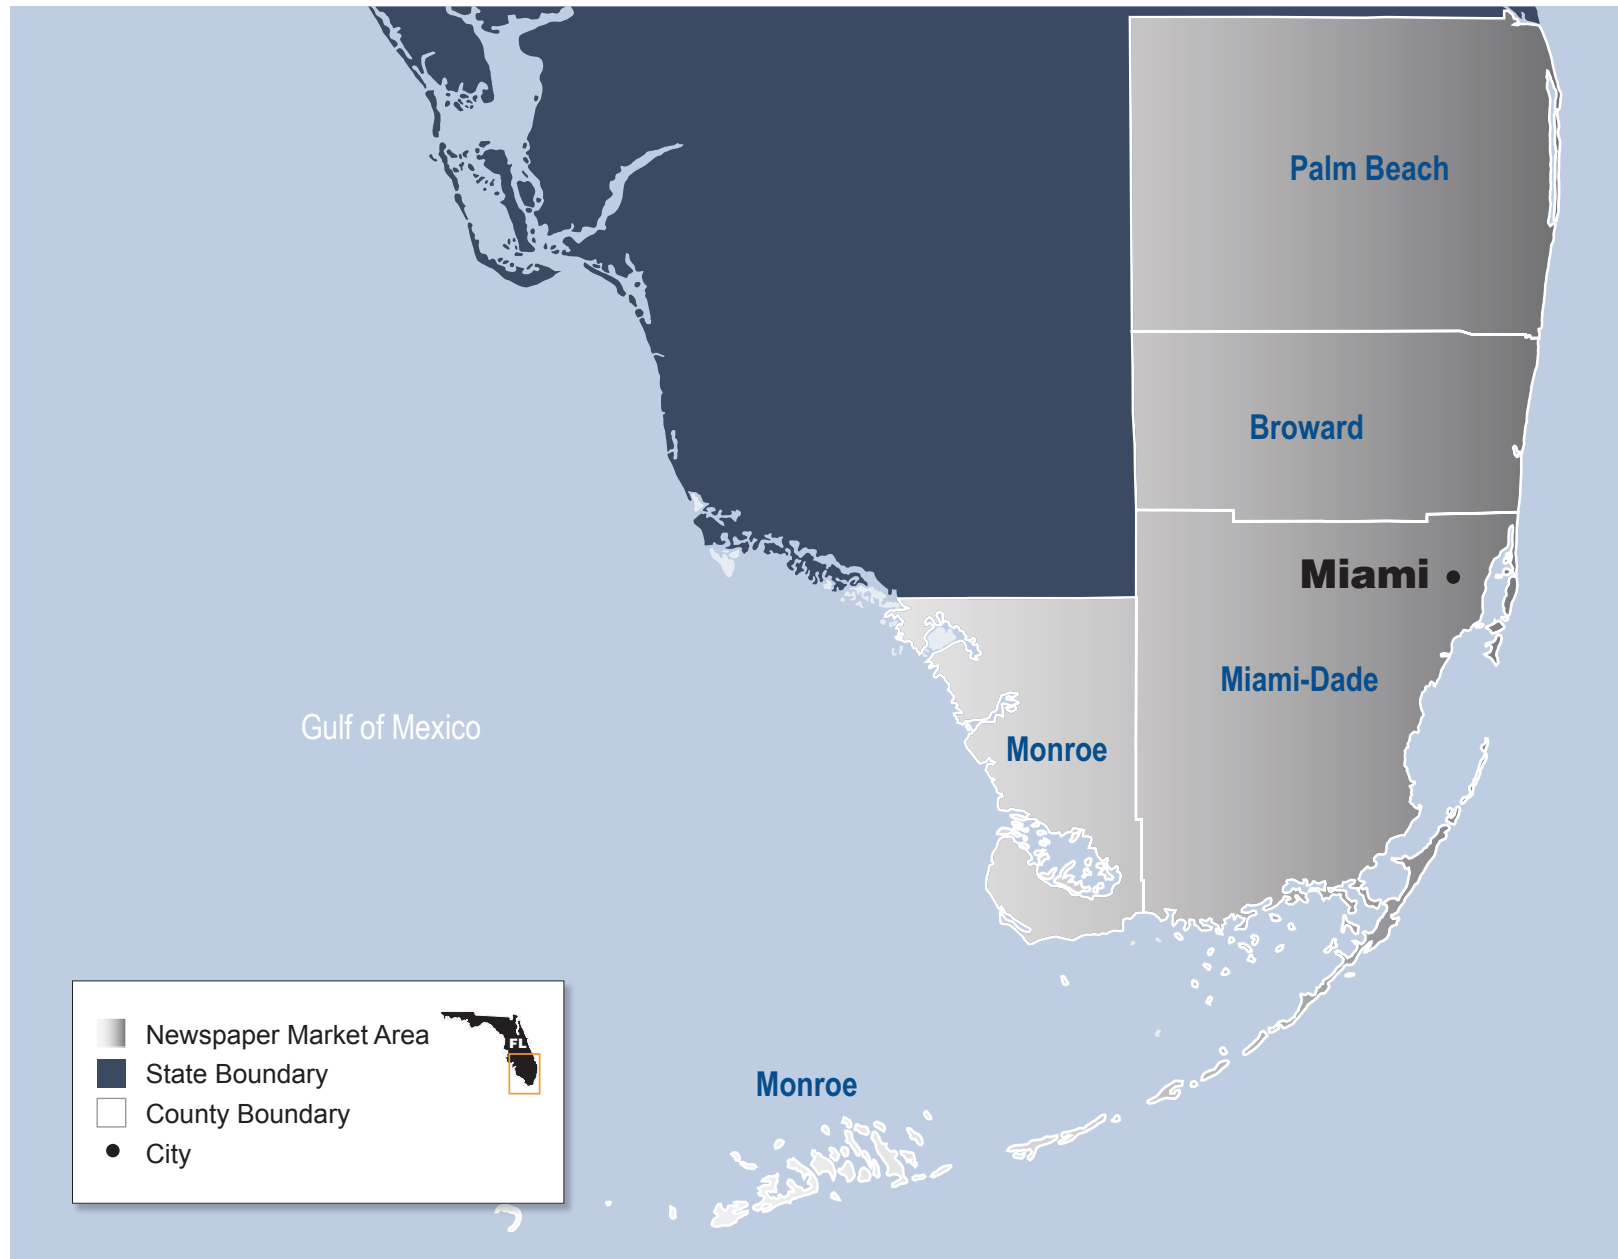 Palm Beach
Broward
Miami
Miami-Dade
Gulf of Mexico
Monroe
Newspaper Market Area
FL
State Boundary
County Boundary
City
Monroe